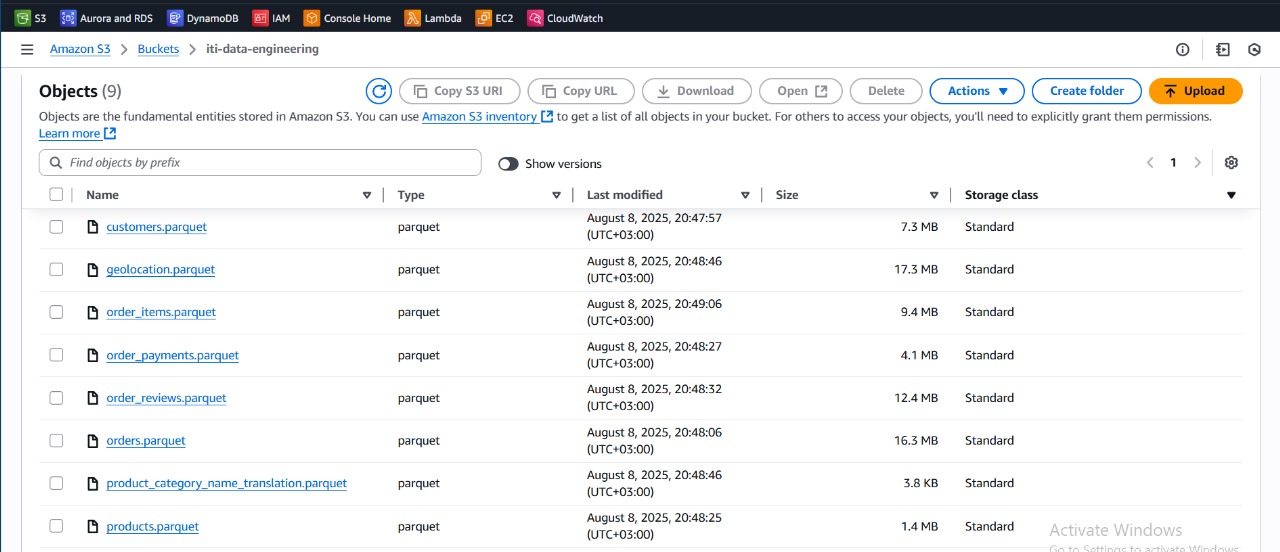 S3 Aurora and RDS DynamoDB IAM Console Home Lambda EC2 CloudWatch
Amazon S3 > Buckets > iti-data-engineering
Objects (9) Copy S3 URI Copy URL Download Open Delete Actions Create folder Upload
Objects are the fundamental entities stored in Amazon S3. You can use Amazon S3 inventory to get a list of all objects in your bucket. For others to access your objects, you'll need to explicitly grant them permissions.
Learn more
Find objects by prefix Show versions 1
Name Type Last modified Size Storage class
customers.parquet parquet August 8, 2025, 20:47:57 (UTC+03:00) 7.3 MB Standard
geolocation.parquet parquet August 8, 2025, 20:48:46 (UTC+03:00) 17.3 MB Standard
order_items.parquet parquet August 8, 2025, 20:49:06 (UTC+03:00) 9.4 MB Standard
order_payments.parquet parquet August 8, 2025, 20:48:27 (UTC+03:00) 4.1 MB Standard
order_reviews.parquet parquet August 8, 2025, 20:48:32 (UTC+03:00) 12.4 MB Standard
orders.parquet parquet August 8, 2025, 20:48:06 (UTC+03:00) 16.3 MB Standard
product_category_name_translation.parquet parquet August 8, 2025, 20:48:46 (UTC+03:00) 3.8 KB Standard
products.parquet parquet August 8, 2025, 20:48:25 (UTC+03:00) 1.4 MB Standard
Activate Windows
Go to Settings to activate Windows